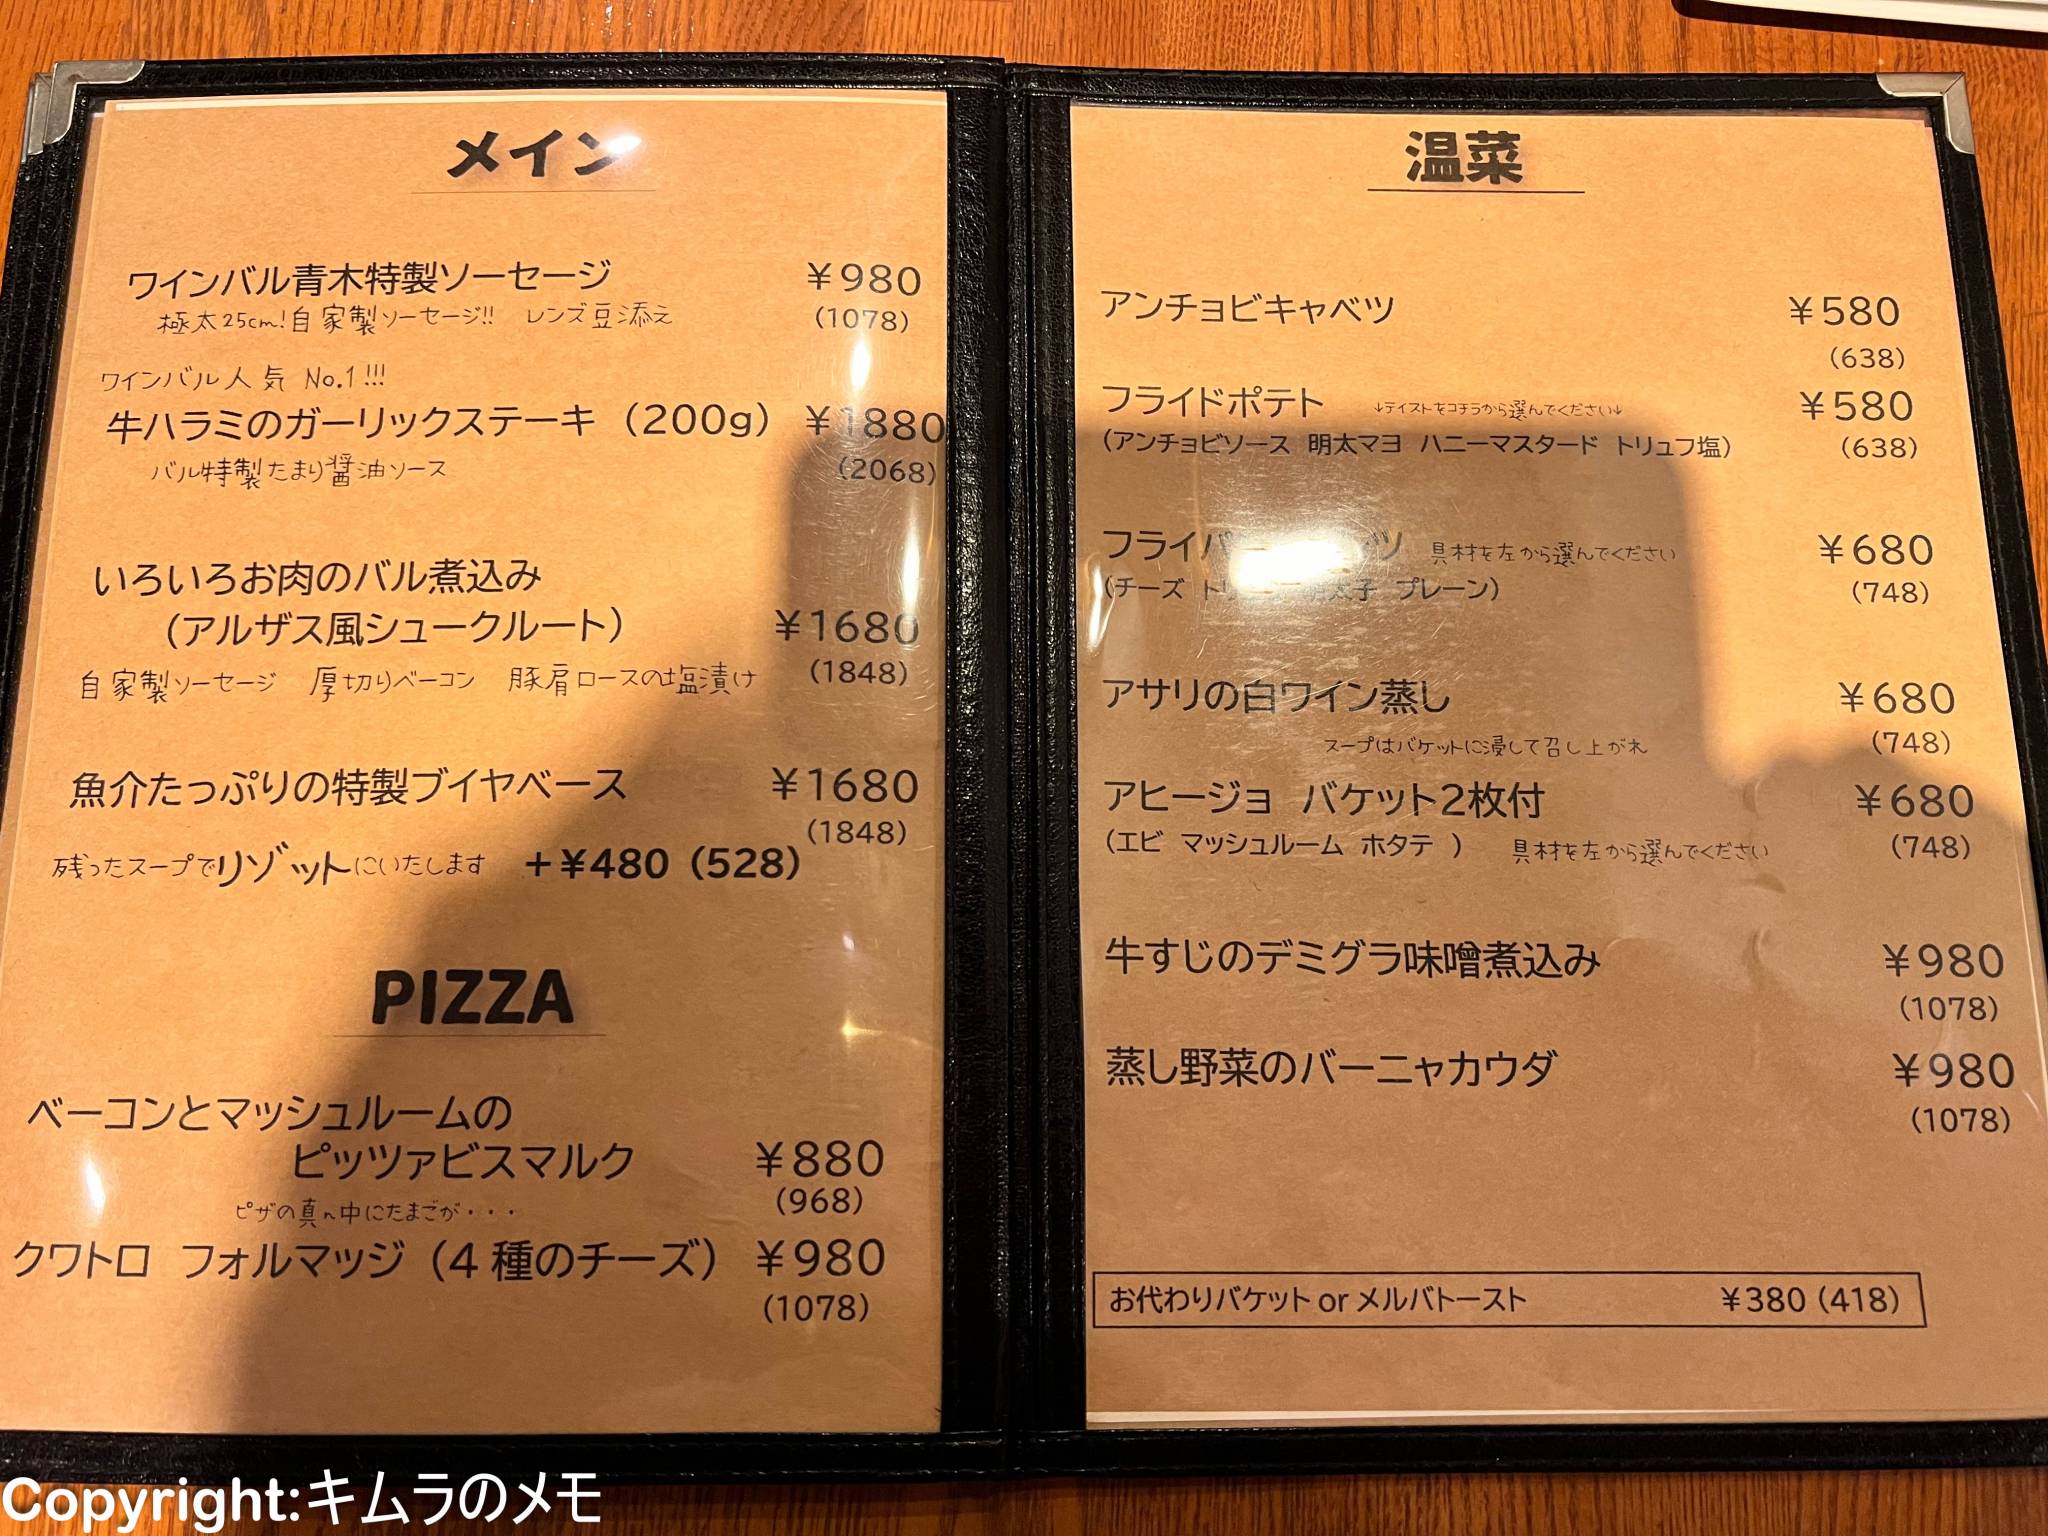 メイン
ワインバル青木特製ソーセージ ¥980
極太25cm!自家製ソーセージ!! レンズ豆添え (1078)
ワインバル人気 No.1!!!
牛ハラミのガーリックステーキ (200g) ¥1880
バル特製たまり醤油ソース (2068)
いろいろお肉のバル煮込み
(アルザス風シュークルート) ¥1680
自家製ソーセージ 厚切りベーコン 豚肩ロースの塩漬け (1848)
魚介たっぷりの特製ブイヤベース ¥1680
(1848)
残ったスープでリゾットにいたします +¥480 (528)
PIZZA
ベーコンとマッシュルームの
ピッツァビスマルク ¥880
ピザの真ん中にたまごが・・・ (968)
クワトロ フォルマッジ (4種のチーズ) ¥980
(1078)
温菜
アンチョビキャベツ ¥580
(638)
フライドポテト ↓テイストをコチラから選んでください↓ ¥580
(アンチョビソース 明太マヨ ハニーマスタード トリュフ塩) (638)
具材を左から選んでください ¥680
(チーズ 明太子 プレーン) (748)
アサリの白ワイン蒸し ¥680
スープはバケットに浸して召し上がれ (748)
アヒージョ バケット2枚付 ¥680
(エビ マッシュルーム ホタテ ) 具材を左から選んでください (748)
牛すじのデミグラ味噌煮込み ¥980
(1078)
蒸し野菜のバーニャカウダ ¥980
(1078)
お代わりバケット or メルバトースト ¥380 (418)
Copyright:キムラのメモ